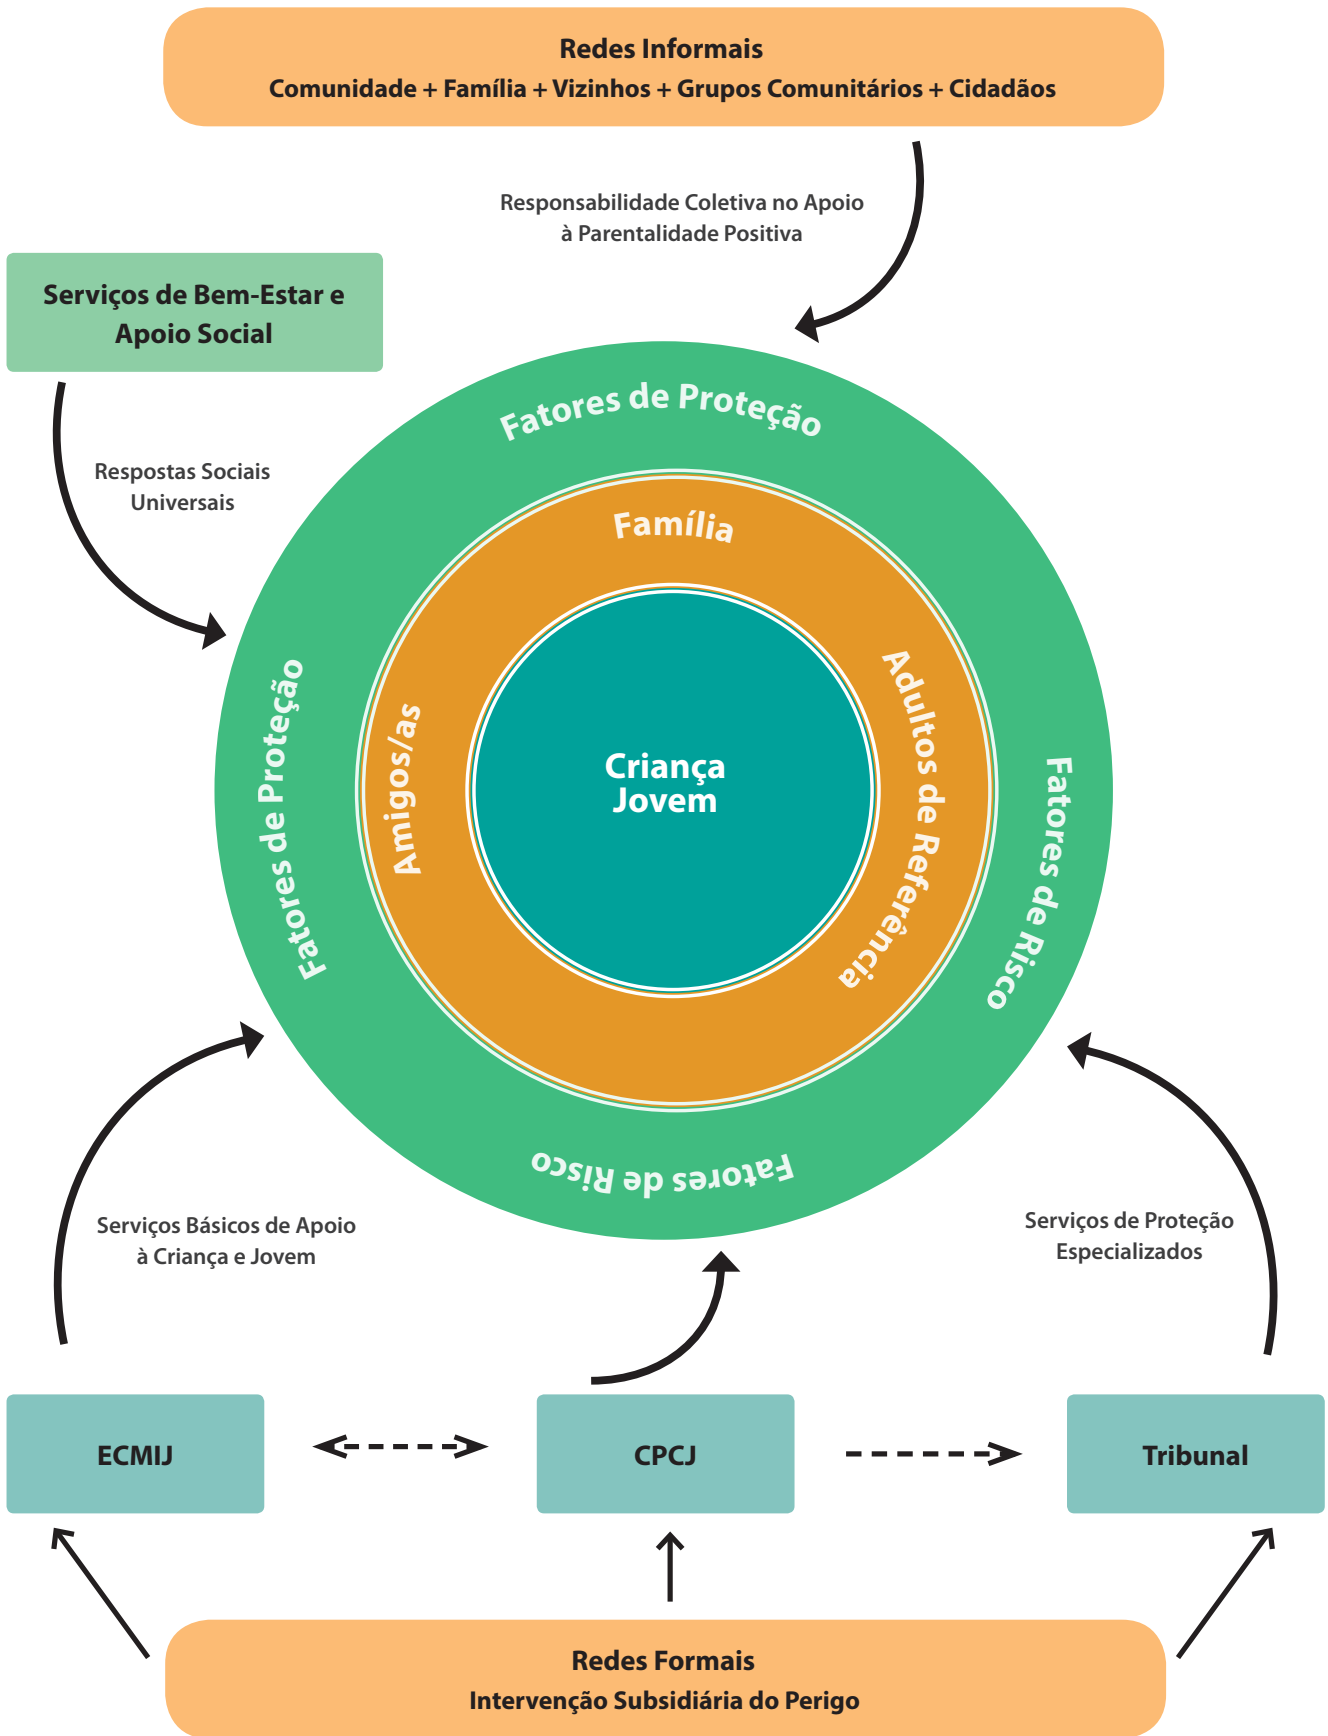 Redes Informais
Comunidade + Família + Vizinhos + Grupos Comunitários + Cidadãos
Responsabilidade Coletiva no Apoio
à Parentalidade Positiva
Serviços de Bem-Estar e
Apoio Social
Respostas Sociais
Universais
Fatores de Proteção
Família
Fatores de Proteção
Amigos/as
Criança
Jovem
Adultos de Referência
Fatores de Risco
Fatores de Risco
Serviços Básicos de Apoio
à Criança e Jovem
Serviços de Proteção
Especializados
ECMIJ
CPCJ
Tribunal
Redes Formais
Intervenção Subsidiária do Perigo